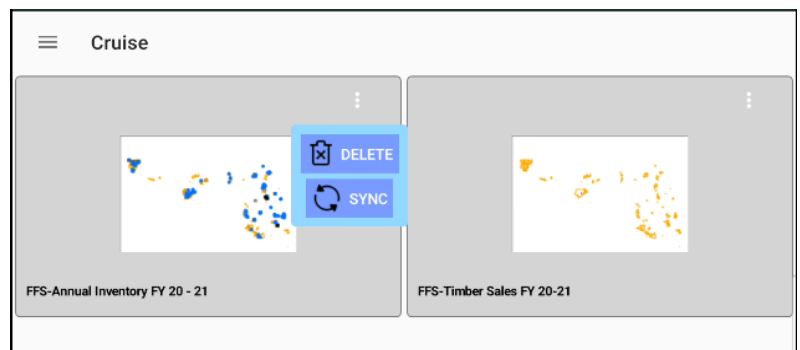 Cruise
DELETE
SYNC
FFS-Annual Inventory FY 20 - 21
FFS-Timber Sales FY 20-21